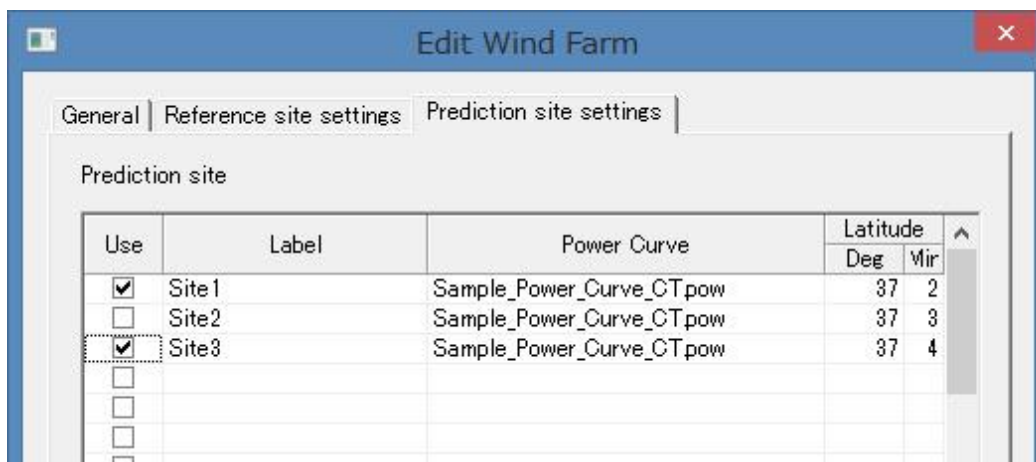 Edit Wind Farm
General Reference site settings Prediction site settings
Prediction site
Use Label Power Curve Latitude
Deg Mir
Site1 Sample_Power_Curve_CT.pow 37 2
Site2 Sample_Power_Curve_CT.pow 37 3
Site3 Sample_Power_Curve_CT.pow 37 4